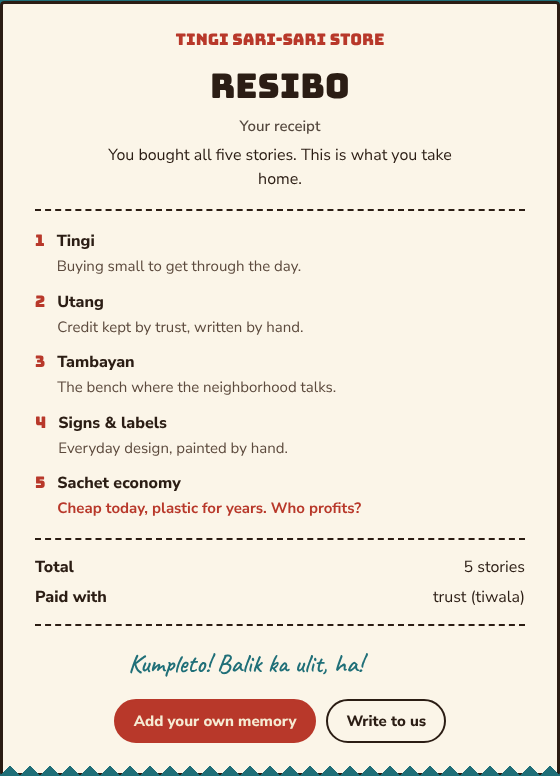 TINGI SARI-SARI STORE
RESIBO
Your receipt
You bought all five stories. This is what you take
home.
1 Tingi
Buying small to get through the day.
2 Utang
Credit kept by trust, written by hand.
3 Tambayan
The bench where the neighborhood talks.
4 Signs & labels
Everyday design, painted by hand.
5 Sachet economy
Cheap today, plastic for years. Who profits?
Total 5 stories
Paid with trust (tiwala)
Kumpleto! Balik ka ulit, ha!
Add your own memory Write to us